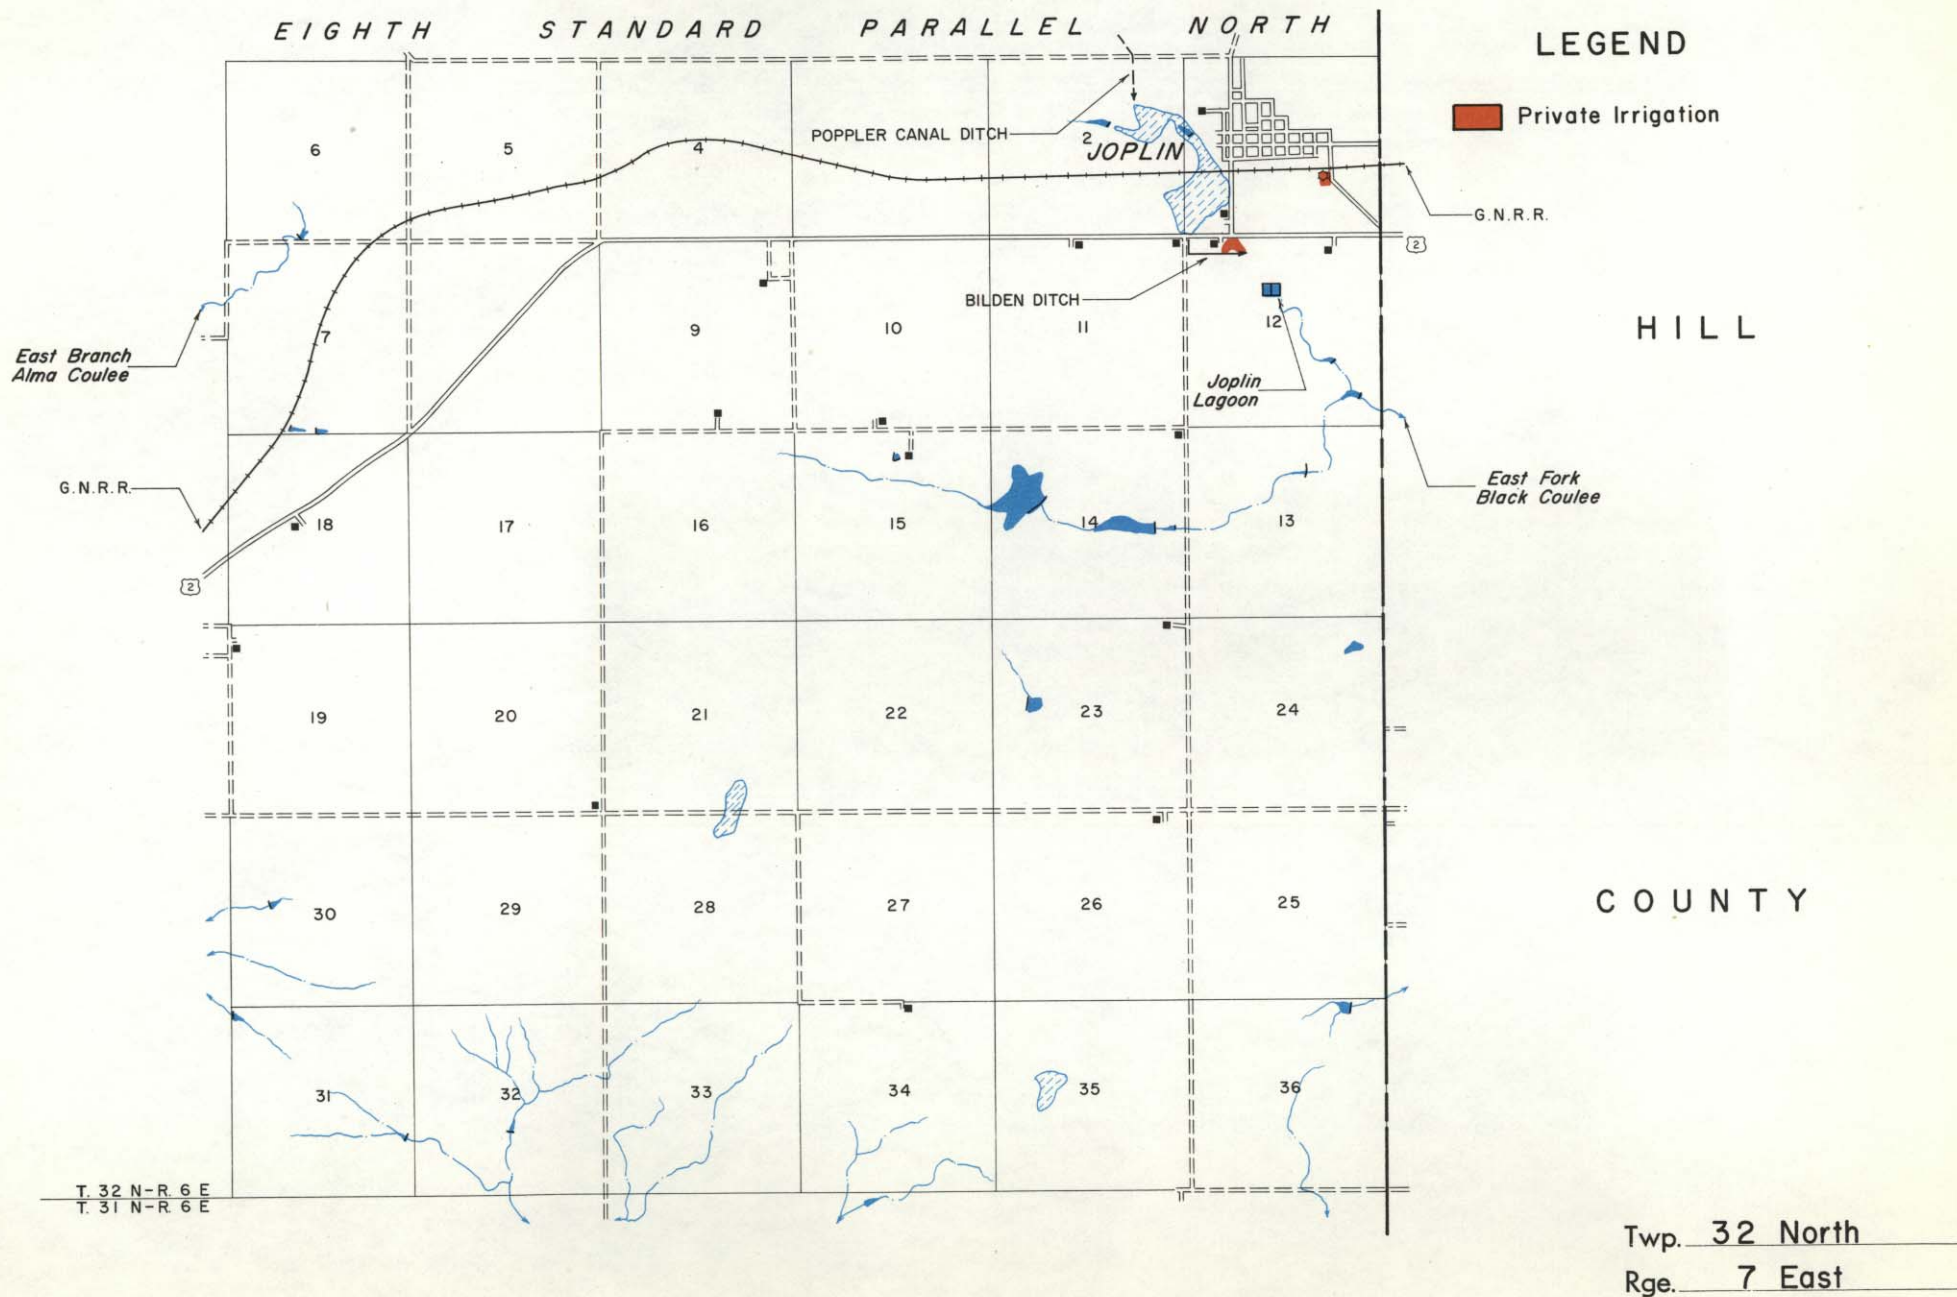 EIGHTH STANDARD PARALLEL NORTH
LEGEND
Private Irrigation
POPPLER CANAL DITCH
6
5
4
2
JOPLIN
G.N.R.R.
2
BILDEN DITCH
East Branch
Alma Coulee
7
9
10
11
12
HILL
Joplin
Lagoon
G.N.R.R.
East Fork
Black Coulee
18
17
16
15
14
13
2
19
20
21
22
23
24
30
29
28
27
26
25
COUNTY
31
32
33
34
35
36
T. 32 N-R. 6 E
T. 31 N-R. 6 E
Twp. 32 North
Rge. 7 East